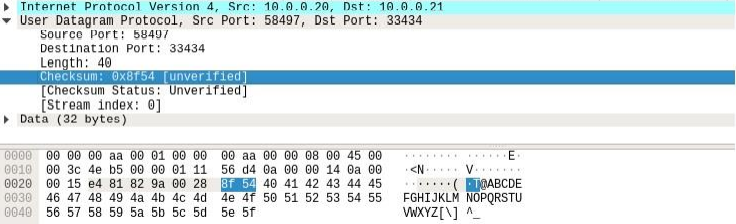 Internet Protocol Version 4, Src: 10.0.0.20, Dst: 10.0.0.21
User Datagram Protocol, Src Port: 58497, Dst Port: 33434
Source Port: 58497
Destination Port: 33434
Length: 40
Checksum: 0x8f54 [unverified]
[Checksum Status: Unverified]
[Stream index: 0]
Data (32 bytes)
0000 00 00 00 aa 00 01 00 00 00 aa 00 00 08 00 45 00 ········ ······E·
0010 00 3c 4e b5 00 00 01 11 56 d4 0a 00 00 14 0a 00 ·<N····· V·······
0020 00 15 e4 81 82 9a 00 28 8f 54 40 41 42 43 44 45 ·······( ·T@ABCDE
0030 46 47 48 49 4a 4b 4c 4d 4e 4f 50 51 52 53 54 55 FGHIJKLM NOPQRSTU
0040 56 57 58 59 5a 5b 5c 5d 5e 5f VWXYZ[\] ^_